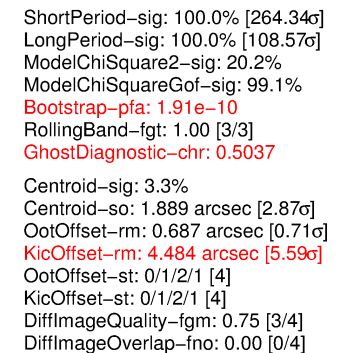 ShortPeriod−sig: 100.0% [264.34σ]
LongPeriod−sig: 100.0% [108.57σ]
ModelChiSquare2−sig: 20.2%
ModelChiSquareGof−sig: 99.1%
Bootstrap−pfa: 1.91e−10
RollingBand−fgt: 1.00 [3/3]
GhostDiagnostic−chr: 0.5037
Centroid−sig: 3.3%
Centroid−so: 1.889 arcsec [2.87σ]
OotOffset−rm: 0.687 arcsec [0.71σ]
KicOffset−rm: 4.484 arcsec [5.59σ]
OotOffset−st: 0/1/2/1 [4]
KicOffset−st: 0/1/2/1 [4]
DiffImageQuality−fgm: 0.75 [3/4]
DiffImageOverlap−fno: 0.00 [0/4]